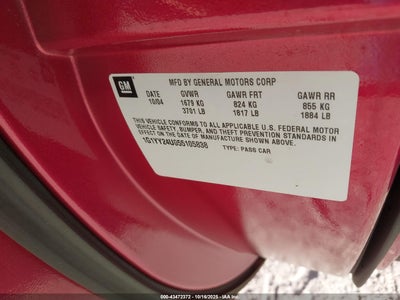 GM
MFD BY GENERAL MOTORS CORP
DATE GVWR GAWR FRT GAWR RR
10/04 1679 KG 824 KG 855 KG
3701 LB 1817 LB 1884 LB
THIS VEHICLE CONFORMS TO ALL APPLICABLE U.S. FEDERAL MOTOR
VEHICLE SAFETY, BUMPER, AND THEFT PREVENTION STANDARDS
IN EFFECT ON THE DATE OF MANUFACTURE SHOWN ABOVE.
1G1YY24U055105838
TYPE: PASS CAR
000-43472372 - 10/16/2025 - IAAI.COM